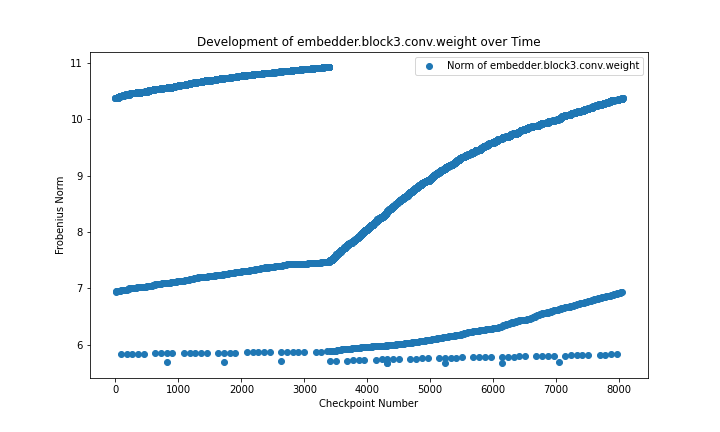 Development of embedder.block3.conv.weight over Time
Norm of embedder.block3.conv.weight
Frobenius Norm
11
10
9
8
7
6
0 1000 2000 3000 4000 5000 6000 7000 8000
Checkpoint Number